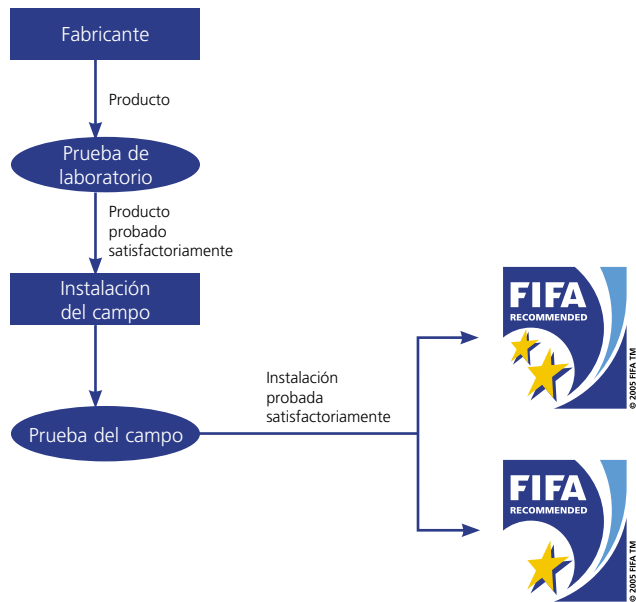 Fabricante
Producto
Prueba de
laboratorio
Producto
probado
satisfactoriamente
Instalación
del campo
Prueba del campo
Instalación
probada
satisfactoriamente
FIFA
RECOMMENDED
© 2005 FIFA TM
FIFA
RECOMMENDED
© 2005 FIFA TM